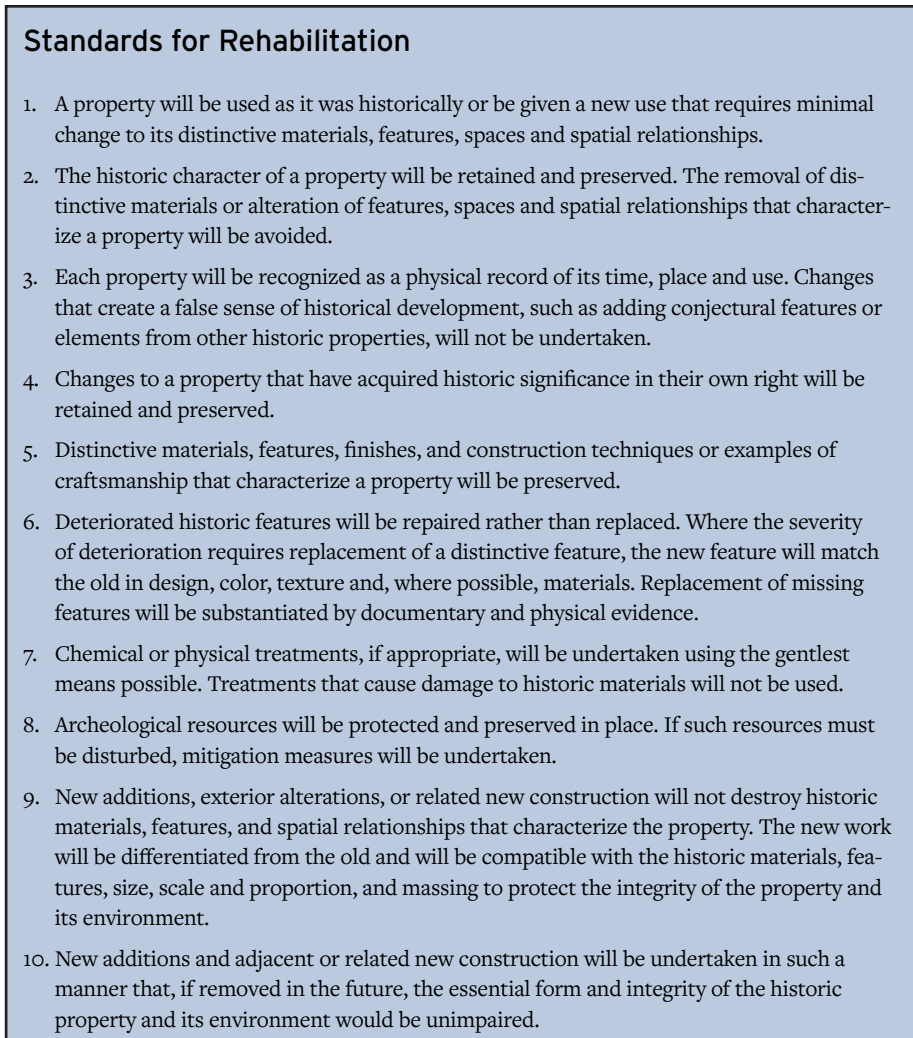 Standards for Rehabilitation
1. A property will be used as it was historically or be given a new use that requires minimal
change to its distinctive materials, features, spaces and spatial relationships.
2. The historic character of a property will be retained and preserved. The removal of dis-
tinctive materials or alteration of features, spaces and spatial relationships that character-
ize a property will be avoided.
3. Each property will be recognized as a physical record of its time, place and use. Changes
that create a false sense of historical development, such as adding conjectural features or
elements from other historic properties, will not be undertaken.
4. Changes to a property that have acquired historic significance in their own right will be
retained and preserved.
5. Distinctive materials, features, finishes, and construction techniques or examples of
craftsmanship that characterize a property will be preserved.
6. Deteriorated historic features will be repaired rather than replaced. Where the severity
of deterioration requires replacement of a distinctive feature, the new feature will match
the old in design, color, texture and, where possible, materials. Replacement of missing
features will be substantiated by documentary and physical evidence.
7. Chemical or physical treatments, if appropriate, will be undertaken using the gentlest
means possible. Treatments that cause damage to historic materials will not be used.
8. Archeological resources will be protected and preserved in place. If such resources must
be disturbed, mitigation measures will be undertaken.
9. New additions, exterior alterations, or related new construction will not destroy historic
materials, features, and spatial relationships that characterize the property. The new work
will be differentiated from the old and will be compatible with the historic materials, fea-
tures, size, scale and proportion, and massing to protect the integrity of the property and
its environment.
10. New additions and adjacent or related new construction will be undertaken in such a
manner that, if removed in the future, the essential form and integrity of the historic
property and its environment would be unimpaired.